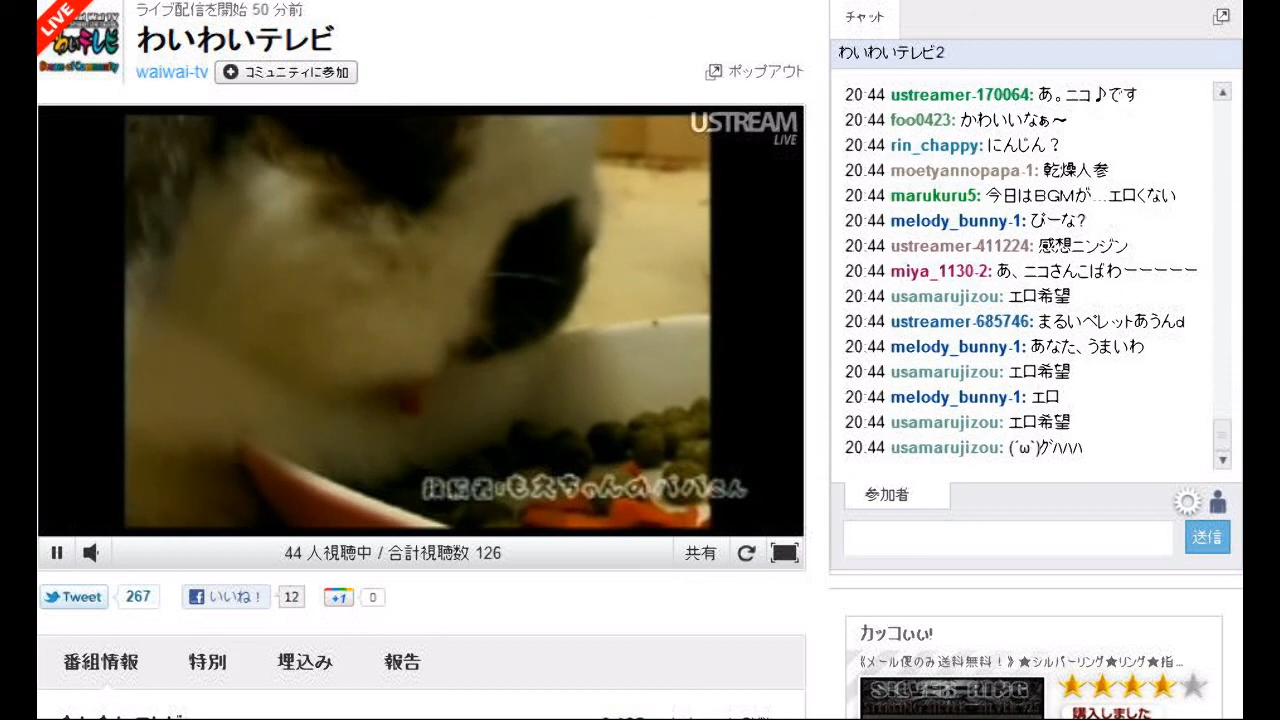 LIVE
ライブ配信を開始 50 分前
わいわいテレビ
waiwai-tv コミュニティに参加
ポップアウト
USTREAM
LIVE
もえちゃんのパパさん
44 人視聴中 / 合計視聴数 126
共有
Tweet 267 いいね！ 12 +1 0
番組情報 特別 埋込み 報告
チャット
わいわいテレビ2
20:44 ustreamer-170064: あ。ニコ♪です
20:44 foo0423: かわいいなぁ～
20:44 rin_chappy: にんじん？
20:44 moetyannopapa-1: 乾燥人参
20:44 marukuru5: 今日はBGMが…エロくない
20:44 melody_bunny-1: びーな?
20:44 ustreamer-411224: 感想ニンジン
20:44 miya_1130-2: あ、ニコさんこばわーーーーー
20:44 usamarujizou: エロ希望
20:44 ustreamer-685746: まるいペレットあうんd
20:44 melody_bunny-1: あなた、うまいわ
20:44 usamarujizou: エロ希望
20:44 melody_bunny-1: エロ
20:44 usamarujizou: エロ希望
20:44 usamarujizou: (´ω`)ｸﾞﾊﾊﾊ
参加者
送信
カッコいい!
《メール便のみ送料無料！》★シルバーリング★リング★指...
SILVER RING
購入しました